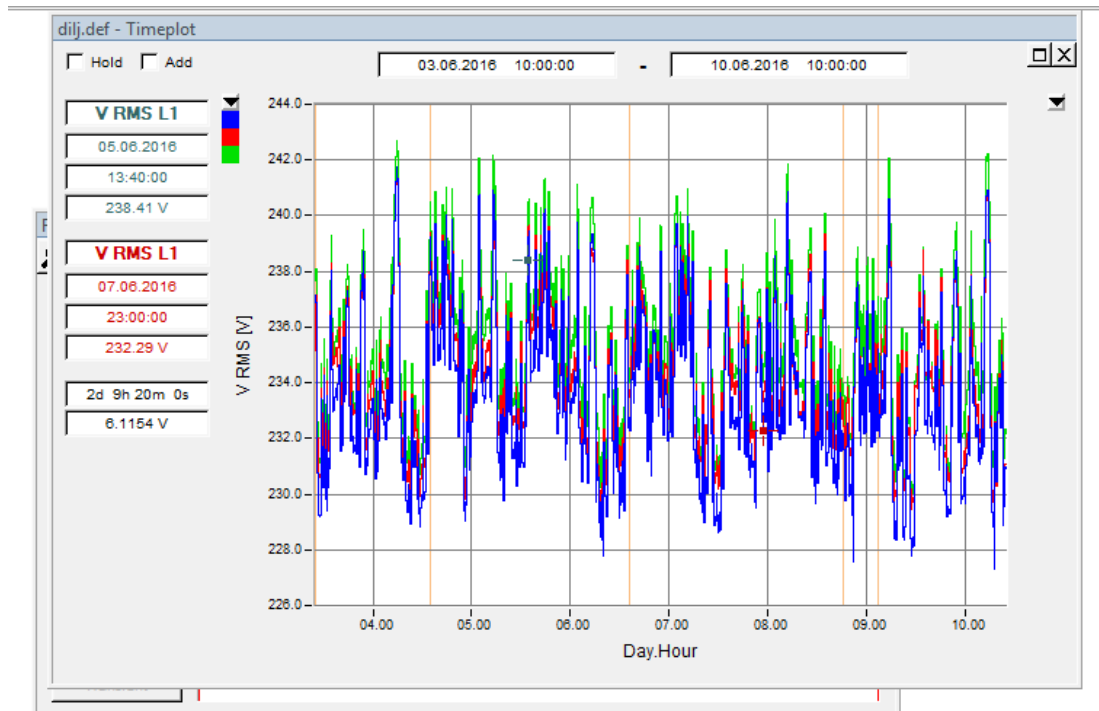 dilj.def - Timeplot
Hold Add 03.06.2016 10:00:00 - 10.06.2016 10:00:00
V RMS L1
05.06.2016
13:40:00
238.41 V
V RMS L1
07.06.2016
23:00:00
232.29 V
2d 9h 20m 0s
6.1154 V
V RMS [V]
244.0
242.0
240.0
238.0
236.0
234.0
232.0
230.0
228.0
226.0
04.00 05.00 06.00 07.00 08.00 09.00 10.00
Day.Hour